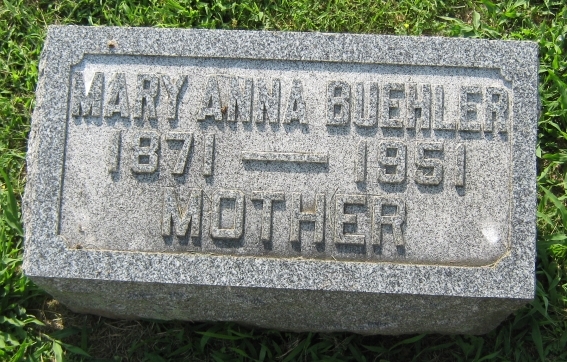 MARY ANNA BUEHLER
1871 — 1951
MOTHER